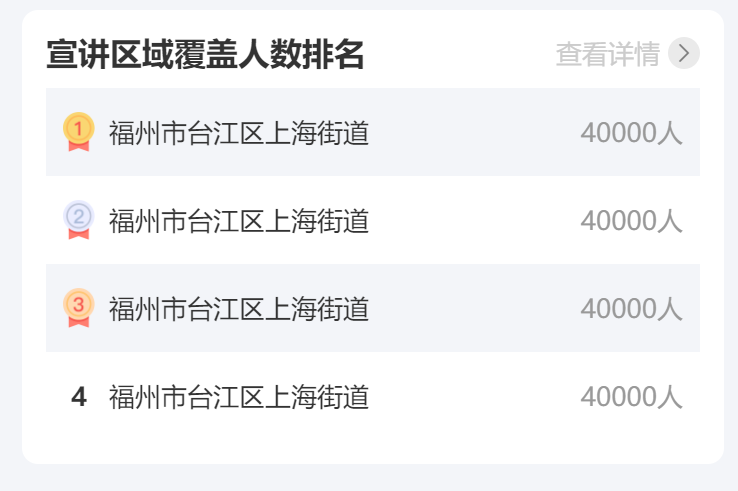 宣讲区域覆盖人数排名 查看详情
1 福州市台江区上海街道 40000人
2 福州市台江区上海街道 40000人
3 福州市台江区上海街道 40000人
4 福州市台江区上海街道 40000人